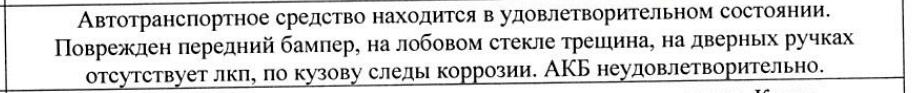 Автотранспортное средство находится в удовлетворительном состоянии.
Поврежден передний бампер, на лобовом стекле трещина, на дверных ручках
отсутствует лкп, по кузову следы коррозии. АКБ неудовлетворительно.